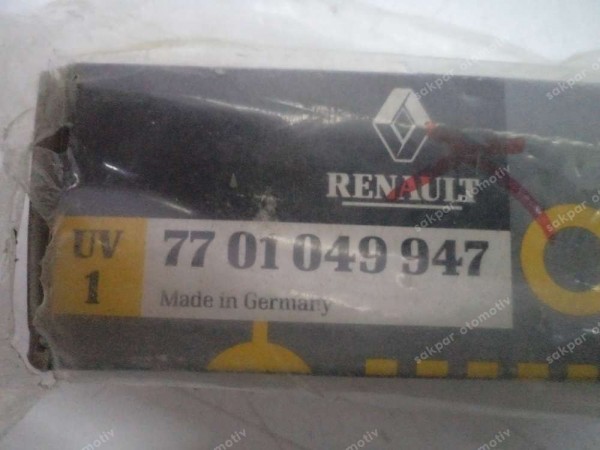 RENAULT
UV 77 01 049 947
1 Made in Germany
sakpar otomotiv